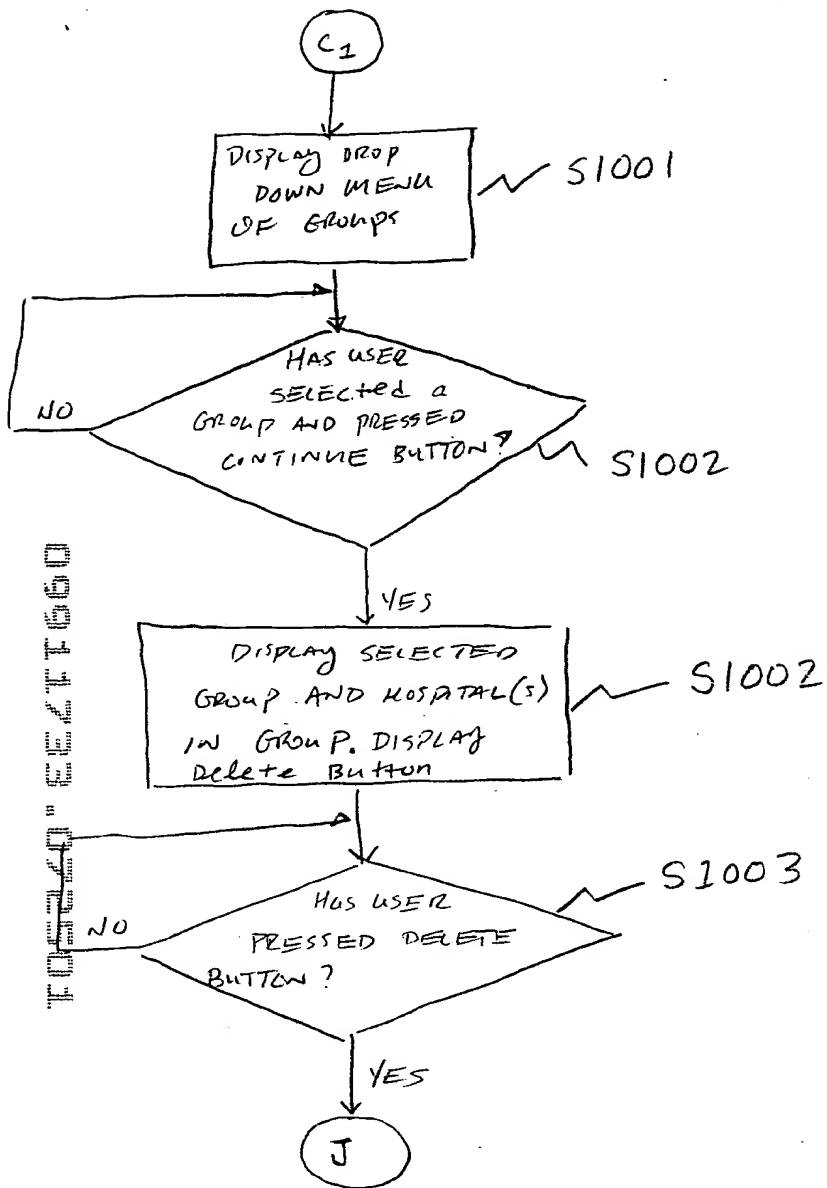 C1
DISPLAY DROP
DOWN MENU
OF GROUPS
S1001
HAS USER
SELECTed a
GROUP AND PRESSED
CONTINUE BUTTON?
NO
S1002
YES
DISPLAY SELECTED
GROUP AND HOSPITAL(S)
IN GROUP. DISPLAY
Delete Button
S1002
HAS USER
PRESSED DELETE
BUTTON?
S1003
NO
YES
J